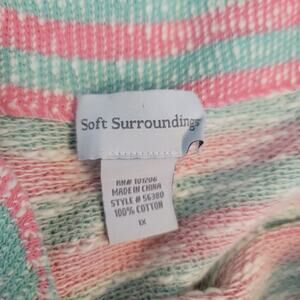 Soft Surroundings
RN# 101206
MADE IN CHINA
STYLE # 56380
100% COTTON
1X